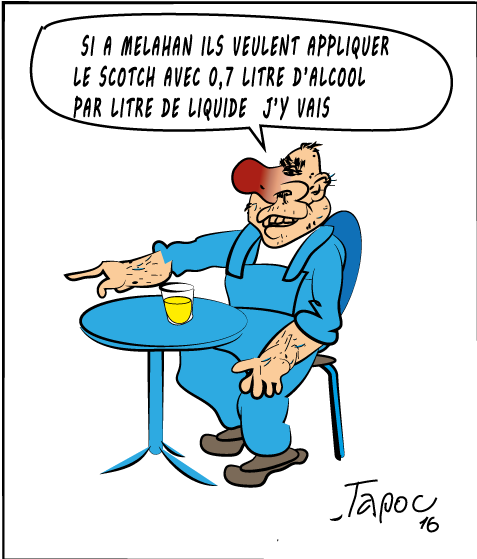 SI A MELAHAN ILS VEULENT APPLIQUER
LE SCOTCH AVEC 0,7 LITRE D'ALCOOL
PAR LITRE DE LIQUIDE J'Y VAIS
Tapoc
16